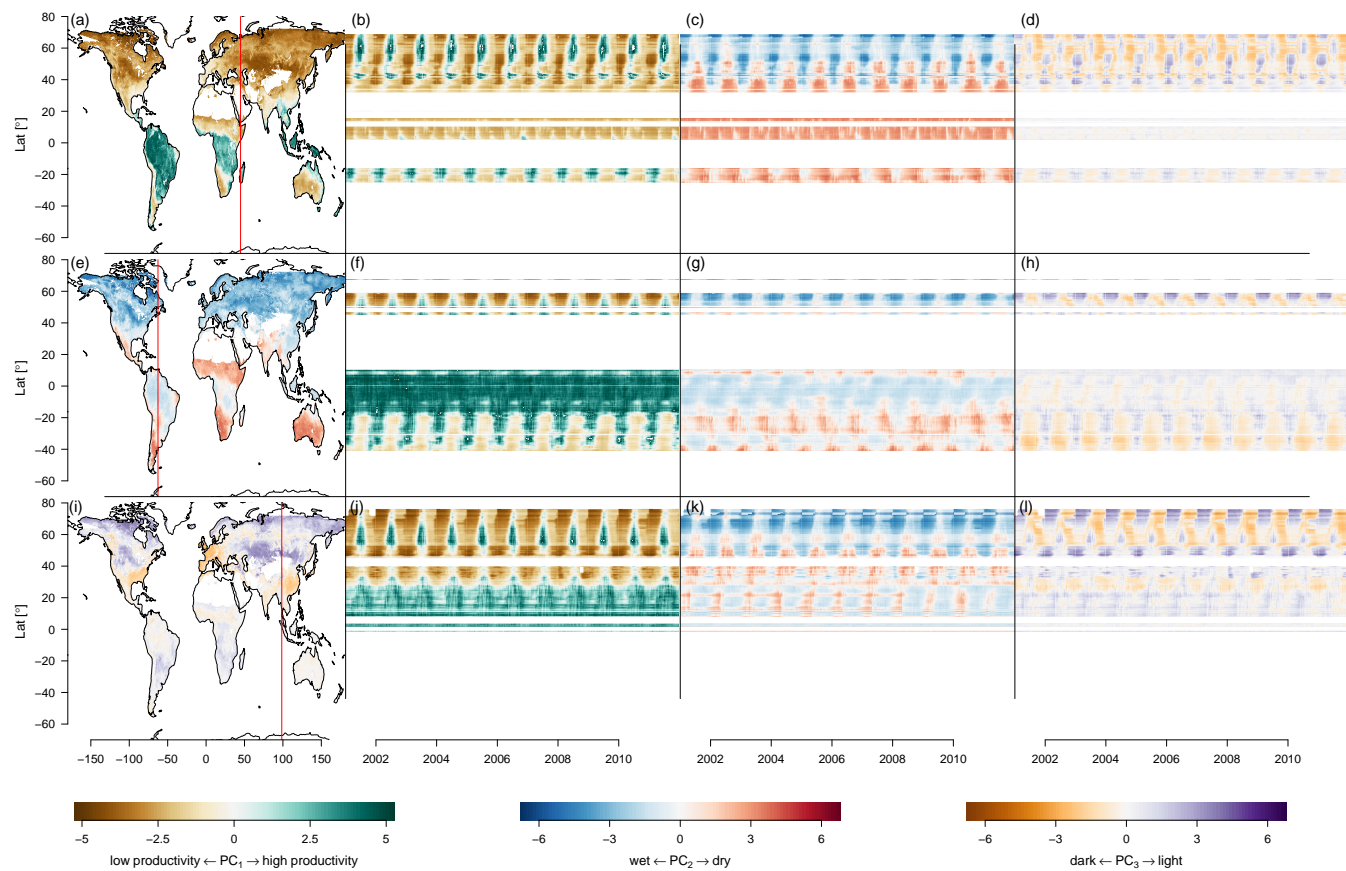 (a) (b) (c) (d)
80
60
40
20
0
−20
−40
−60
Lat [°]
(e) (f) (g) (h)
80
60
40
20
0
−20
−40
−60
Lat [°]
(i) (j) (k) (l)
80
60
40
20
0
−20
−40
−60
Lat [°]
−150 −100 −50 0 50 100 150 2002 2004 2006 2008 2010 2002 2004 2006 2008 2010 2002 2004 2006 2008 2010
−5 −2.5 0 2.5 5 −6 −3 0 3 6 −6 −3 0 3 6
low productivity ← PC₁ → high productivity wet ← PC₂ → dry dark ← PC₃ → light